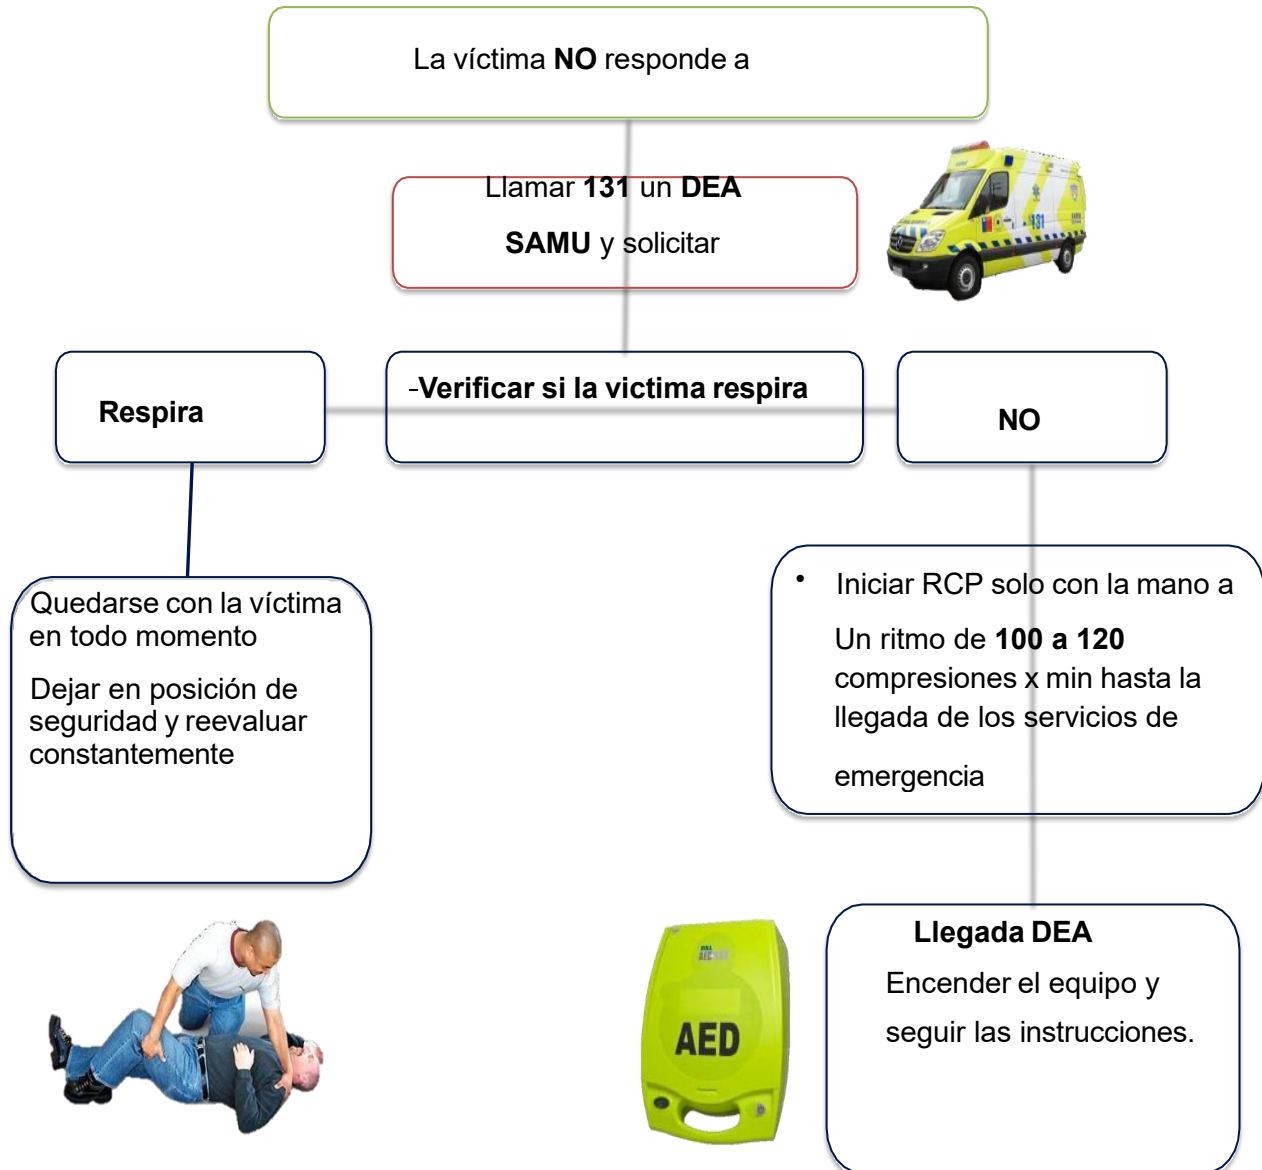 La víctima NO responde a
Llamar 131 un DEA
SAMU y solicitar
131
-Verificar si la victima respira
Respira
NO
Quedarse con la víctima
en todo momento
Dejar en posición de
seguridad y reevaluar
constantemente
• Iniciar RCP solo con la mano a
Un ritmo de 100 a 120
compresiones x min hasta la
llegada de los servicios de
emergencia
AED
Llegada DEA
Encender el equipo y
seguir las instrucciones.